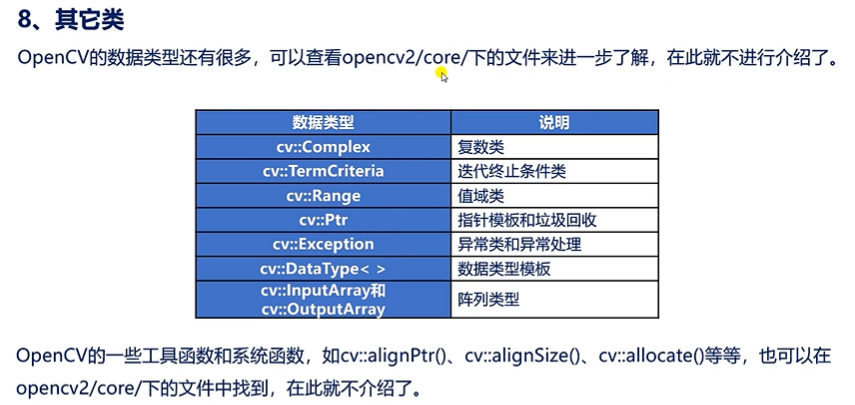 8、其它类
OpenCV的数据类型还有很多，可以查看opencv2/core/下的文件来进一步了解，在此就不进行介绍了。
数据类型 说明
cv::Complex 复数类
cv::TermCriteria 迭代终止条件类
cv::Range 值域类
cv::Ptr 指针模板和垃圾回收
cv::Exception 异常类和异常处理
cv::DataType< > 数据类型模板
cv::InputArray和
cv::OutputArray 阵列类型
OpenCV的一些工具函数和系统函数，如cv::alignPtr()、cv::alignSize()、cv::allocate()等等，也可以在
opencv2/core/下的文件中找到，在此就不介绍了。